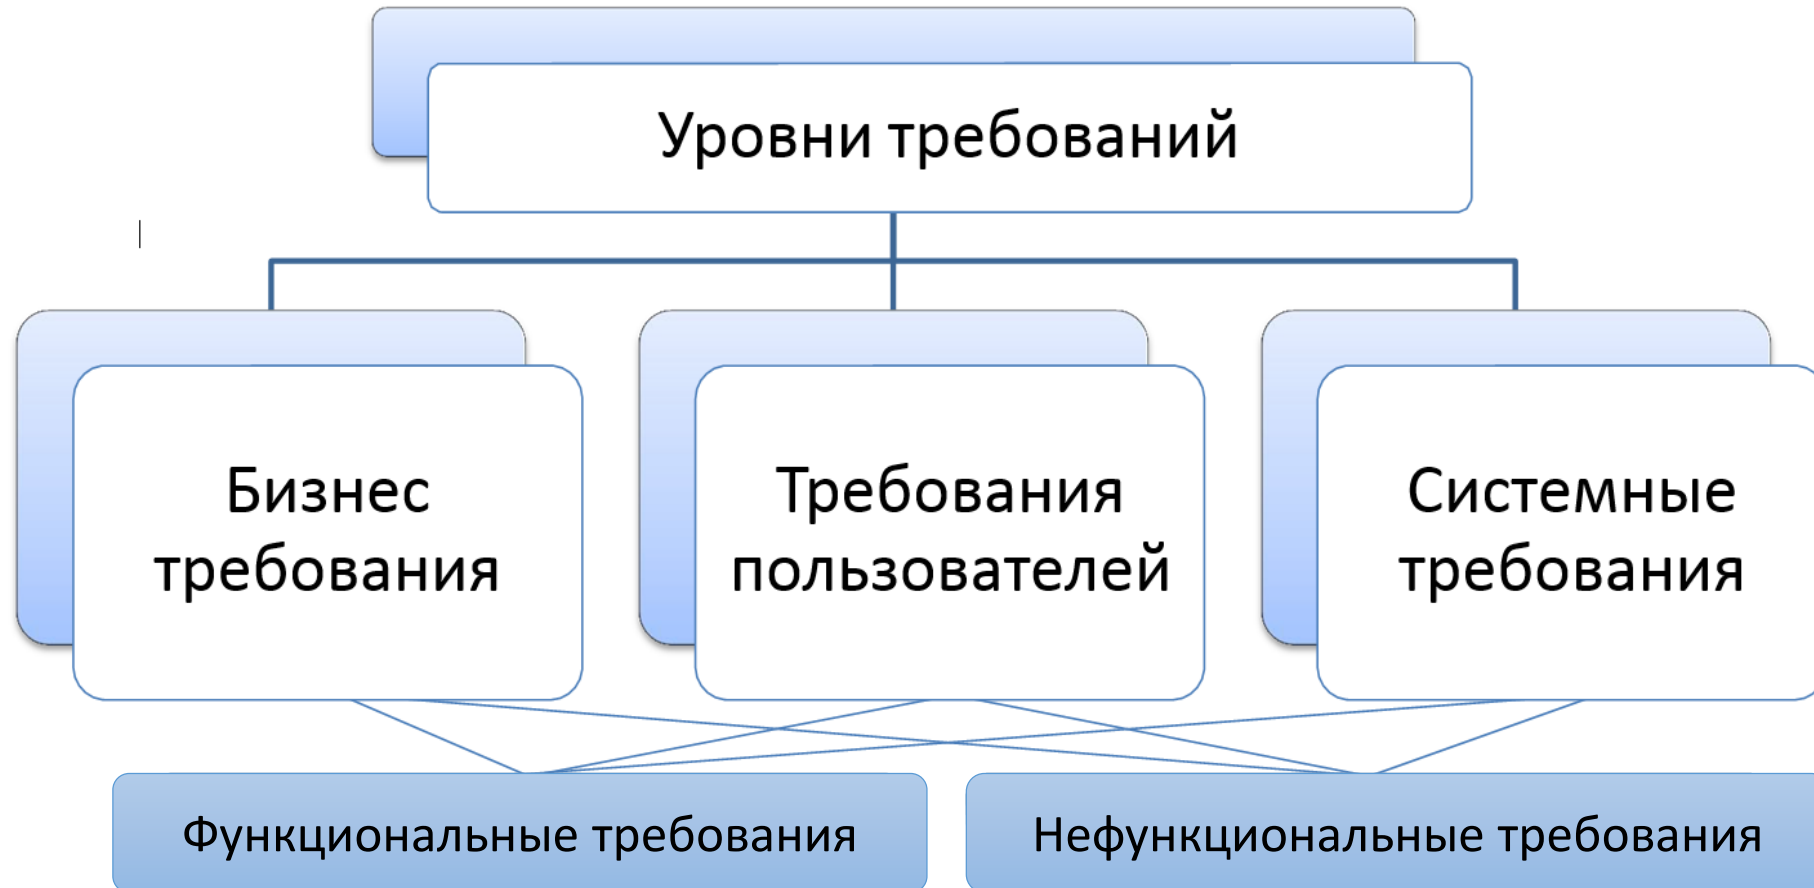 Уровни требований
Бизнес
требования
Требования
пользователей
Системные
требования
Функциональные требования
Нефункциональные требования